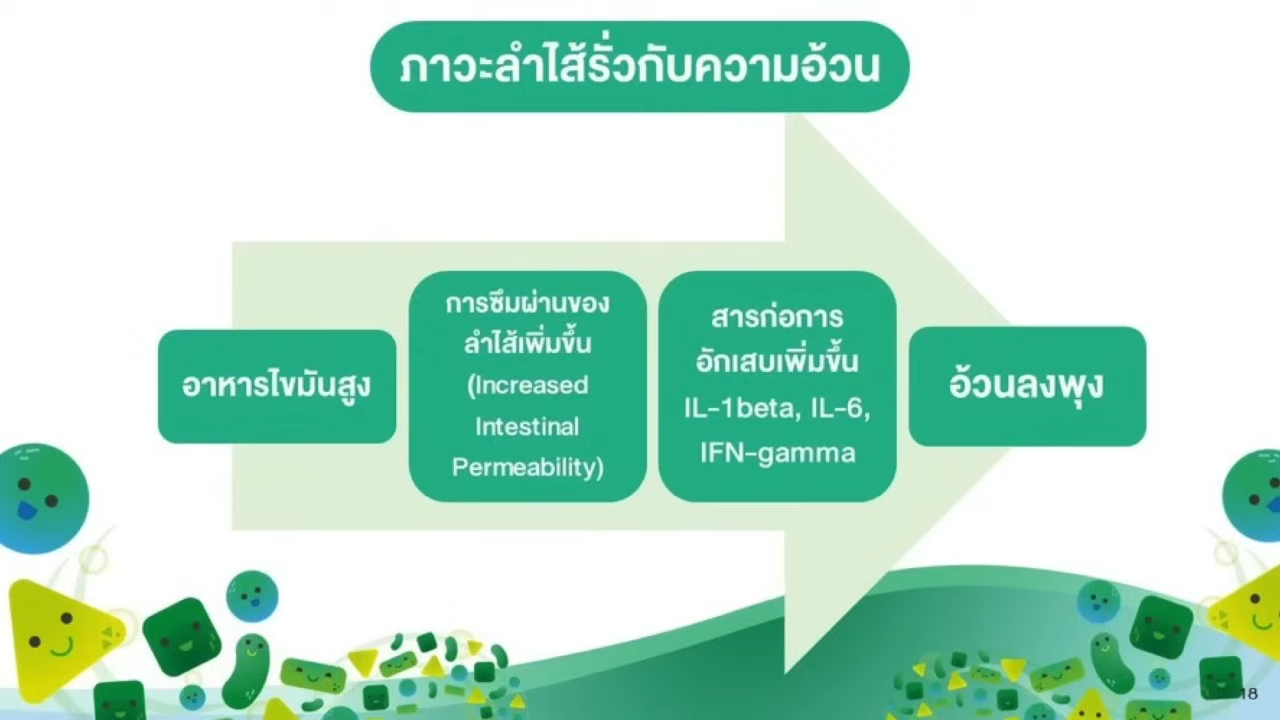 ภาวะลำไส้รั่วกับความอ้วน
อาหารไขมันสูง
การซึมผ่านของ
ลำไส้เพิ่มขึ้น
(Increased
Intestinal
Permeability)
สารก่อการ
อักเสบเพิ่มขึ้น
IL-1beta, IL-6,
IFN-gamma
อ้วนลงพุง
18